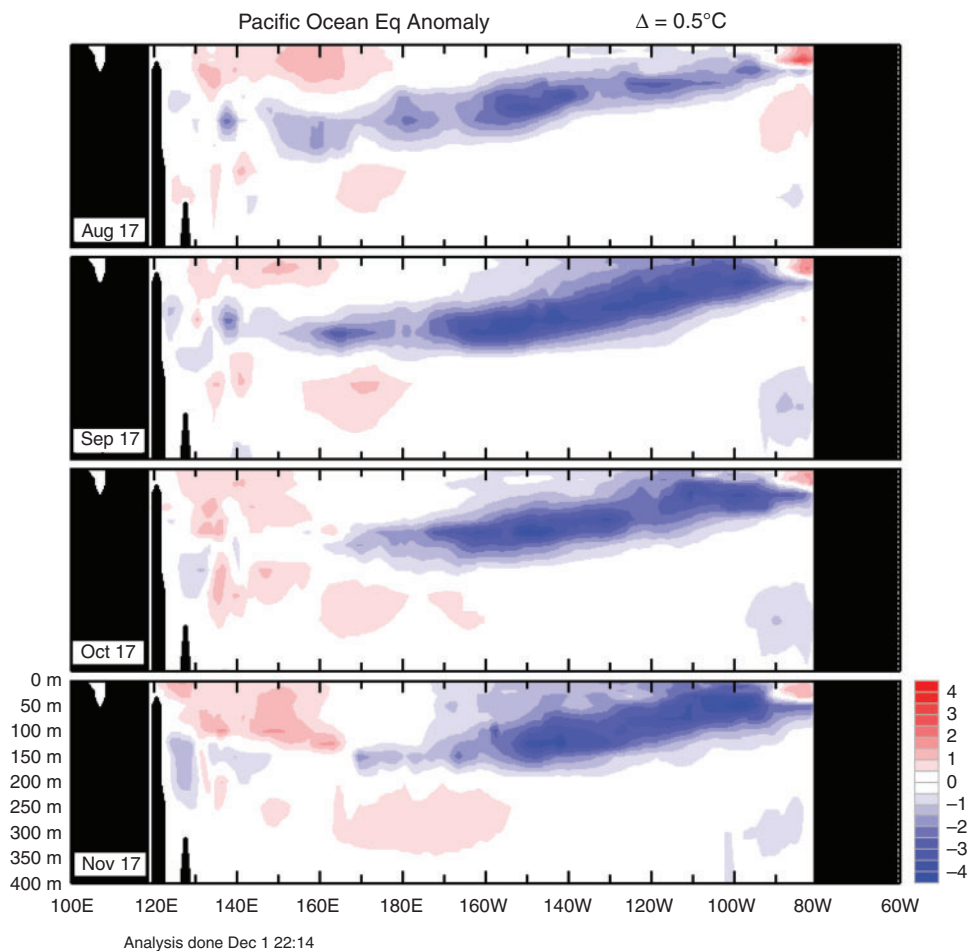 Pacific Ocean Eq Anomaly Δ = 0.5°C
Aug 17
Sep 17
Oct 17
0 m
50 m
100 m
150 m
200 m
250 m
300 m
350 m
400 m
Nov 17
4
3
2
1
0
−1
−2
−3
−4
100E 120E 140E 160E 180E 160W 140W 120W 100W 80W 60W
Analysis done Dec 1 22:14